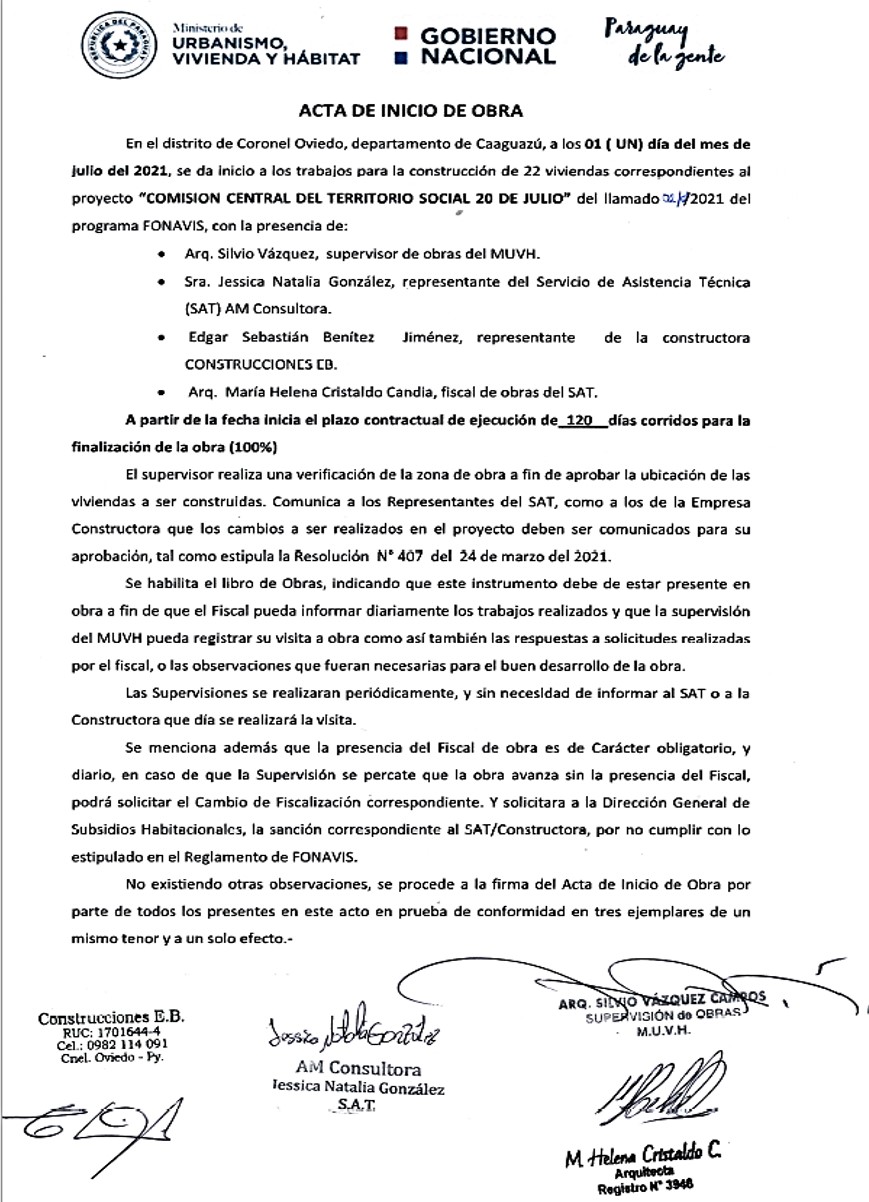 REPUBLICA DEL PARAGUAY
Ministerio de
URBANISMO,
VIVIENDA Y HÁBITAT
GOBIERNO
NACIONAL
Paraguay
de la gente
ACTA DE INICIO DE OBRA
En el distrito de Coronel Oviedo, departamento de Caaguazú, a los 01 ( UN) día del mes de
julio del 2021, se da inicio a los trabajos para la construcción de 22 viviendas correspondientes al
proyecto “COMISION CENTRAL DEL TERRITORIO SOCIAL 20 DE JULIO” del llamado /2021 del
programa FONAVIS, con la presencia de:
• Arq. Silvio Vázquez, supervisor de obras del MUVH.
• Sra. Jessica Natalia González, representante del Servicio de Asistencia Técnica
(SAT) AM Consultora.
• Edgar Sebastián Benítez Jiménez, representante de la constructora
CONSTRUCCIONES EB.
• Arq. María Helena Cristaldo Candia, fiscal de obras del SAT.
A partir de la fecha inicia el plazo contractual de ejecución de 120 días corridos para la
finalización de la obra (100%)
El supervisor realiza una verificación de la zona de obra a fin de aprobar la ubicación de las
viviendas a ser construidas. Comunica a los Representantes del SAT, como a los de la Empresa
Constructora que los cambios a ser realizados en el proyecto deben ser comunicados para su
aprobación, tal como estipula la Resolución N° 407 del 24 de marzo del 2021.
Se habilita el libro de Obras, indicando que este instrumento debe de estar presente en
obra a fin de que el Fiscal pueda informar diariamente los trabajos realizados y que la supervisión
del MUVH pueda registrar su visita a obra como así también las respuestas a solicitudes realizadas
por el fiscal, o las observaciones que fueran necesarias para el buen desarrollo de la obra.
Las Supervisiones se realizaran periódicamente, y sin necesidad de informar al SAT o a la
Constructora que día se realizará la visita.
Se menciona además que la presencia del Fiscal de obra es de Carácter obligatorio, y
diario, en caso de que la Supervisión se percate que la obra avanza sin la presencia del Fiscal,
podrá solicitar el Cambio de Fiscalización correspondiente. Y solicitara a la Dirección General de
Subsidios Habitacionales, la sanción correspondiente al SAT/Constructora, por no cumplir con lo
estipulado en el Reglamento de FONAVIS.
No existiendo otras observaciones, se procede a la firma del Acta de Inicio de Obra por
parte de todos los presentes en este acto en prueba de conformidad en tres ejemplares de un
mismo tenor y a un solo efecto.-
Construcciones E.B.
RUC: 1701644-4
Cel.: 0982 114 091
Cnel. Oviedo - Py.
Jessica Natalia González
AM Consultora
Jessica Natalia González
S.A.T.
ARQ. SILVIO VÁZQUEZ CAMPOS
SUPERVISIÓN de OBRAS
M.U.V.H.
M. Helena Cristaldo C.
Arquitecta
Registro N° 3946